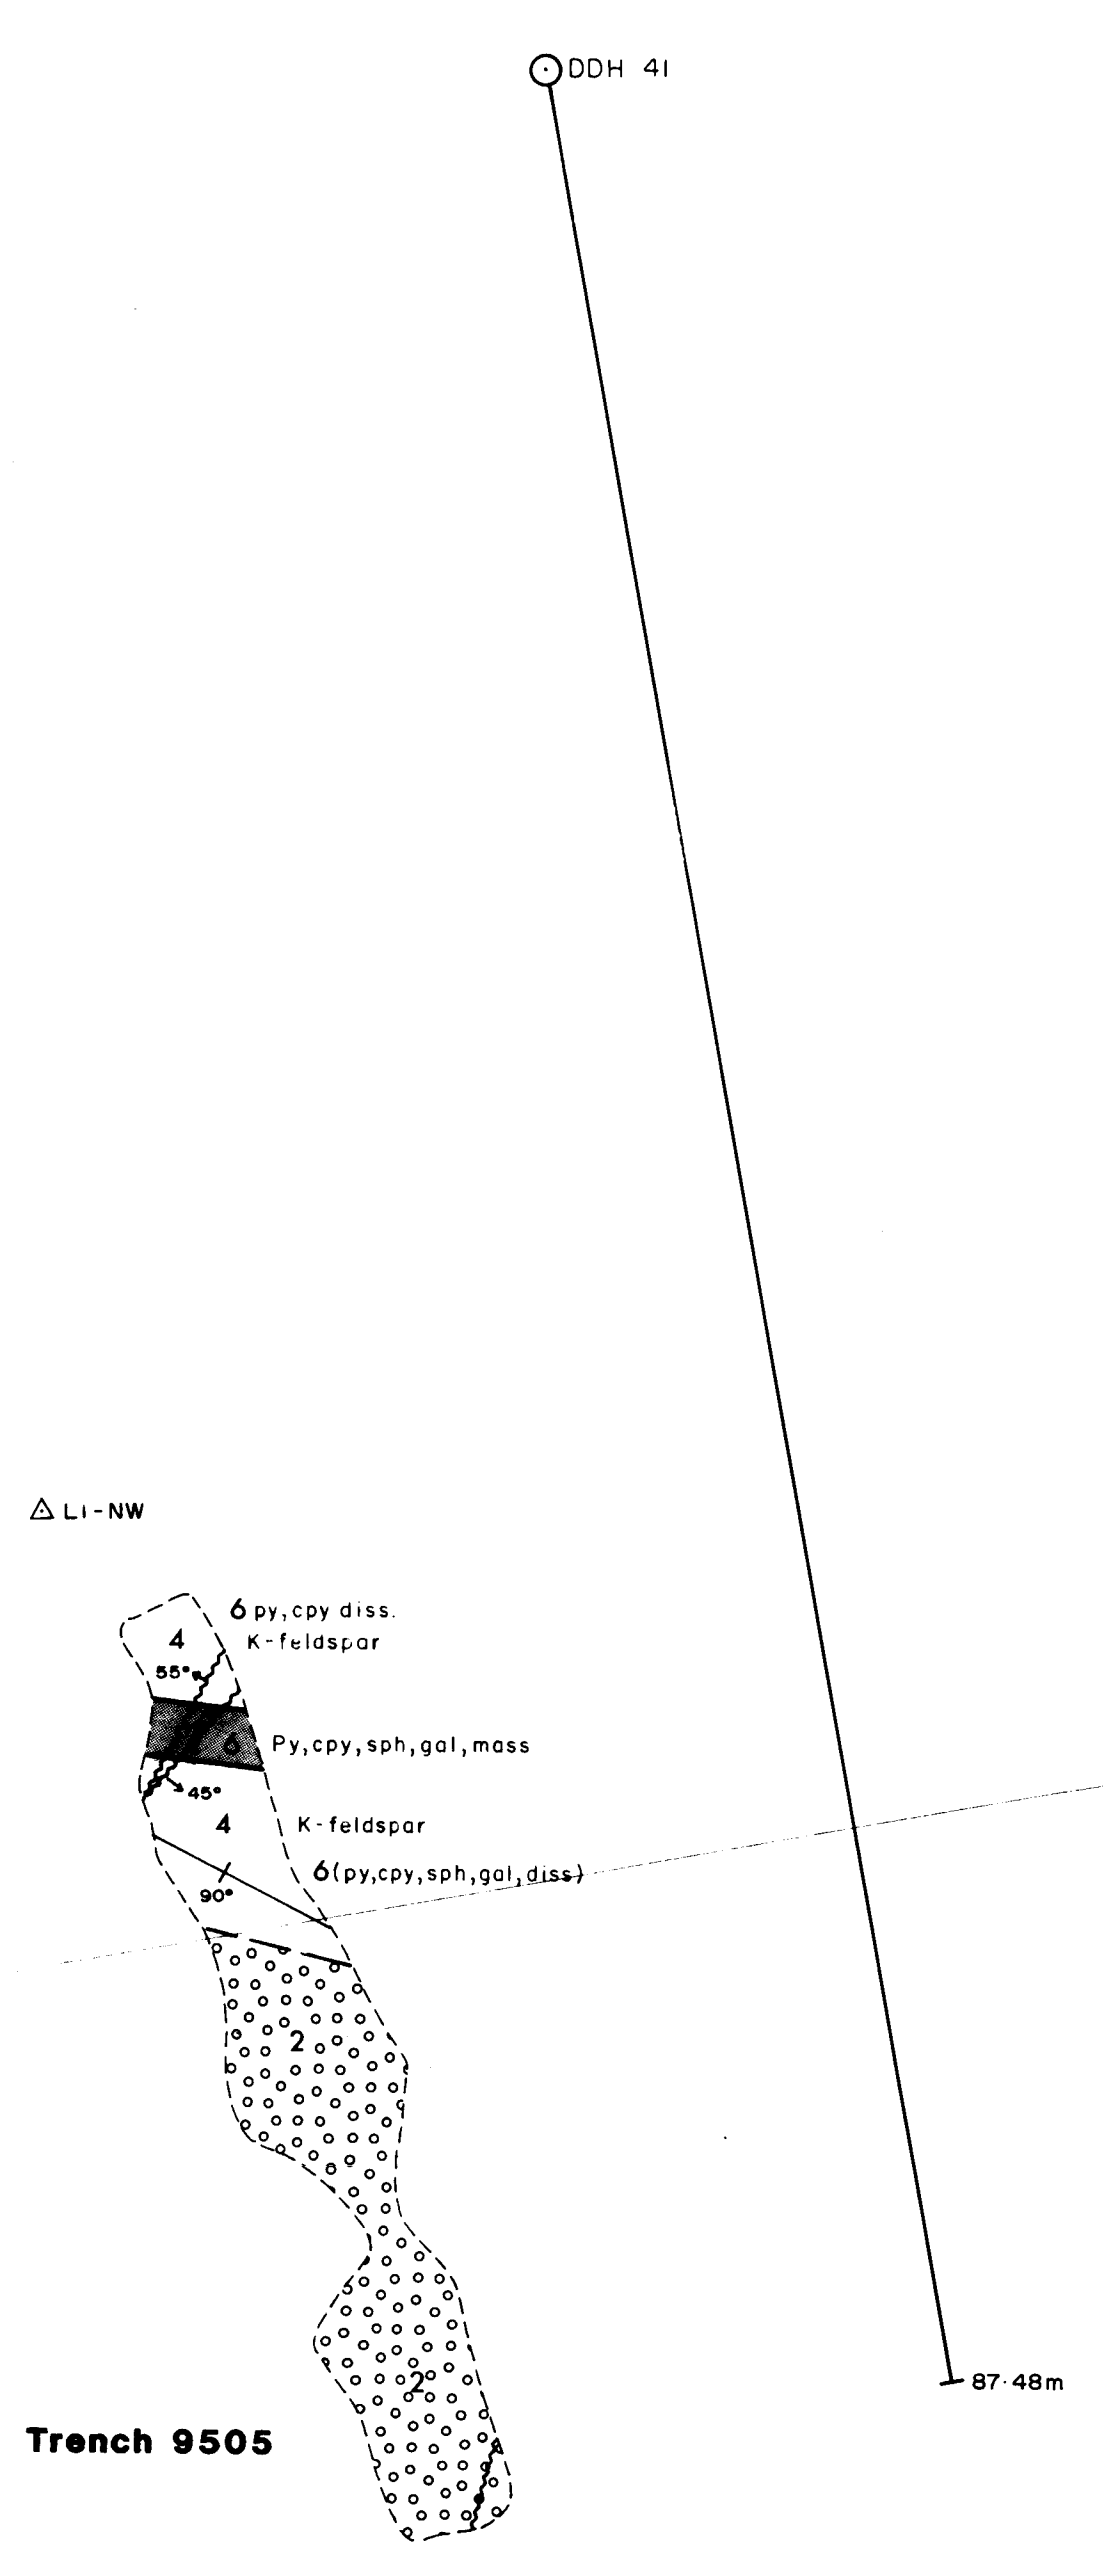 DDH 41
L1-NW
6 py, cpy diss.
4 K-feldspar
55°
6 Py, cpy, sph, gal, mass
45°
4 K-feldspar
6(py, cpy, sph, gal, diss)
90°
2
2
87·48m
Trench 9505